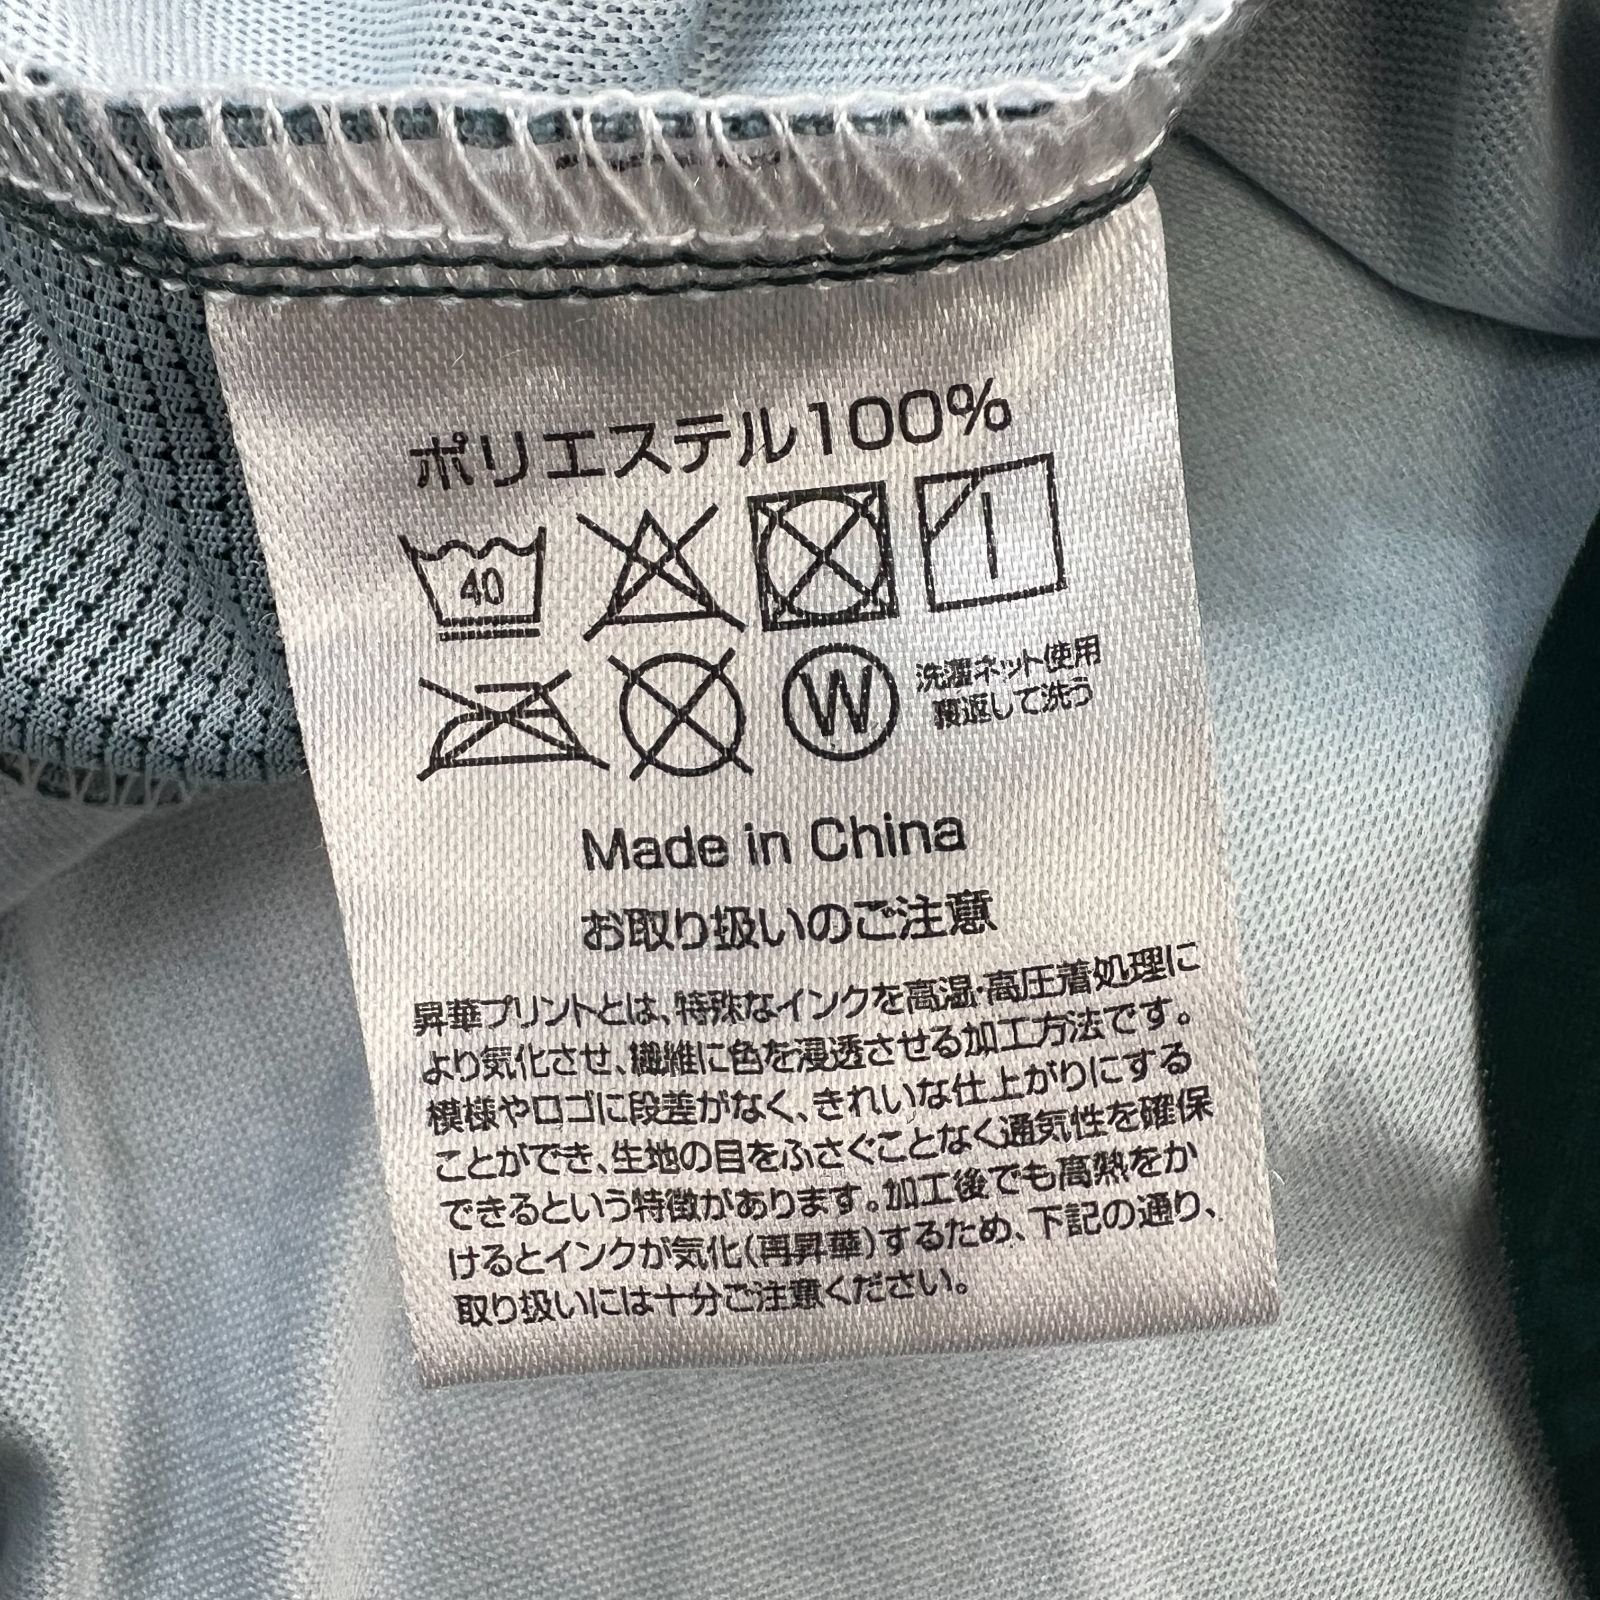 ポリエステル100%
40
W
洗濯ネット使用
裏返して洗う
Made in China
お取り扱いのご注意
昇華プリントとは、特殊なインクを高温・高圧着処理に
より気化させ、繊維に色を浸透させる加工方法です。
模様やロゴに段差がなく、きれいな仕上がりにする
ことができ、生地の目をふさぐことなく通気性を確保
できるという特徴があります。加工後でも高熱をか
けるとインクが気化(再昇華)するため、下記の通り、
取り扱いには十分ご注意ください。